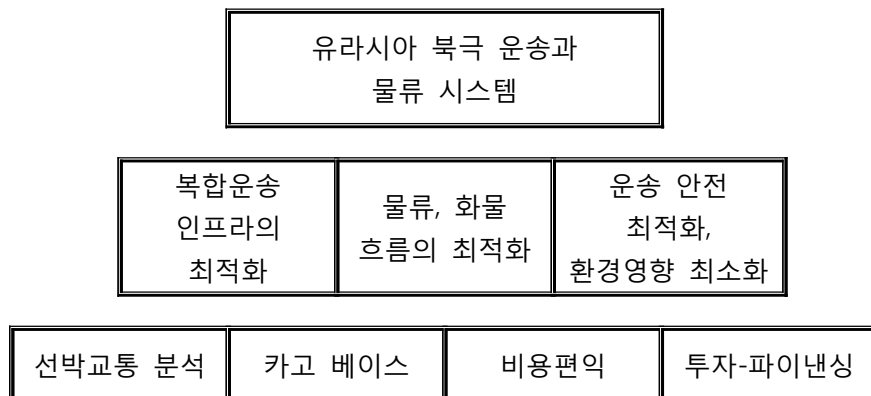 유라시아 북극 운송과
물류 시스템
복합운송
인프라의
최적화
물류, 화물
흐름의 최적화
운송 안전
최적화,
환경영향 최소화
선박교통 분석
카고 베이스
비용편익
투자-파이낸싱